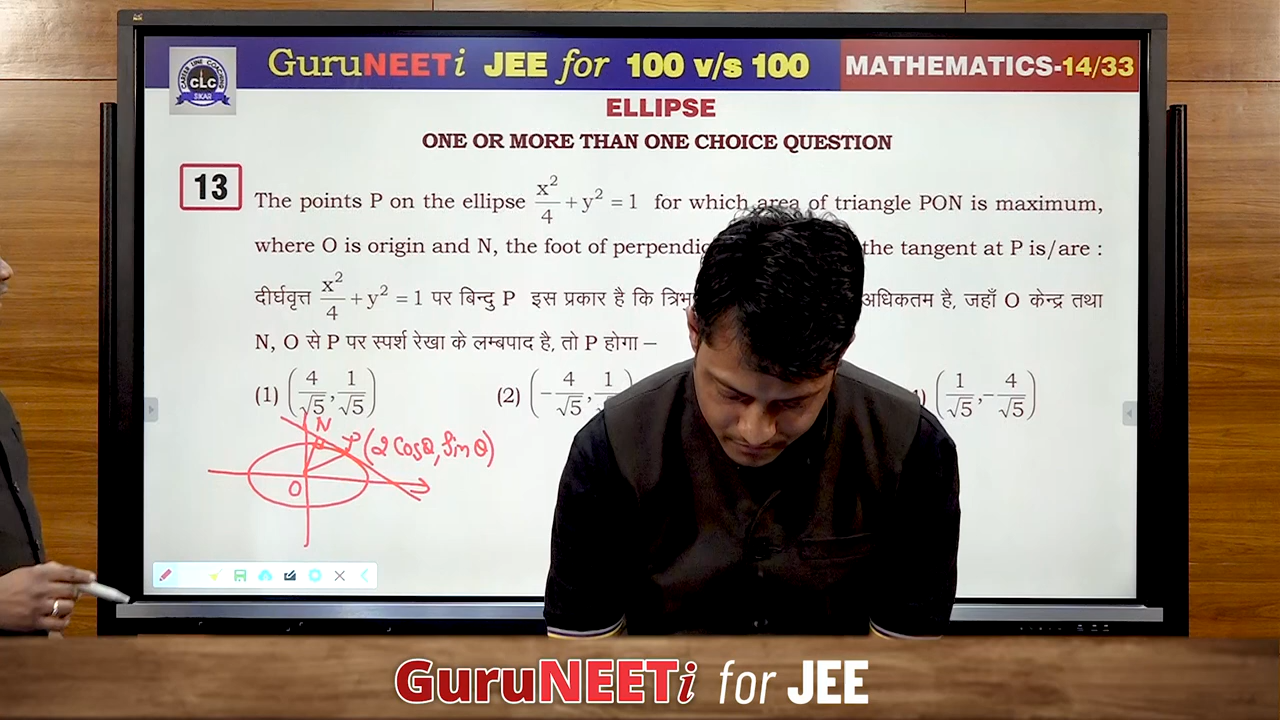 GuruNEETi JEE for 100 v/s 100 MATHEMATICS-14/33
CLC
SIKAR
ELLIPSE
ONE OR MORE THAN ONE CHOICE QUESTION
13 The points P on the ellipse x²/4 + y² = 1 for which area of triangle PON is maximum,
where O is origin and N, the foot of the tangent at P is/are :
दीर्घवृत्त x²/4 + y² = 1 पर बिन्दु P इस प्रकार है कि अधिकतम है, जहाँ O केन्द्र तथा
N, O से P पर स्पर्श रेखा के लम्बपाद है, तो P होगा –
(1) (4/√5, 1/√5) (2) (-4/√5, 1 (1/√5, -4/√5)
N
P (2 cosθ, sin θ)
O
GuruNEETi for JEE